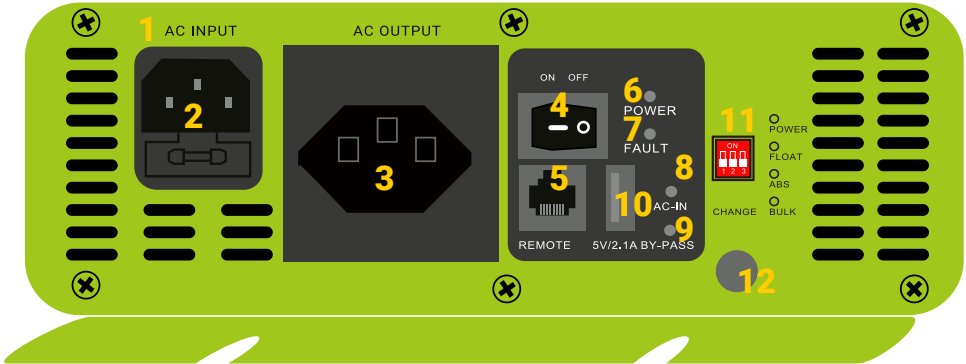 1
AC INPUT
AC OUTPUT
2
3
ON OFF
4
6
POWER
7
FAULT
5
8
10 AC-IN
9
REMOTE
5V/2.1A BY-PASS
11
ON
1 2 3
CHANGE
POWER
FLOAT
ABS
BULK
12